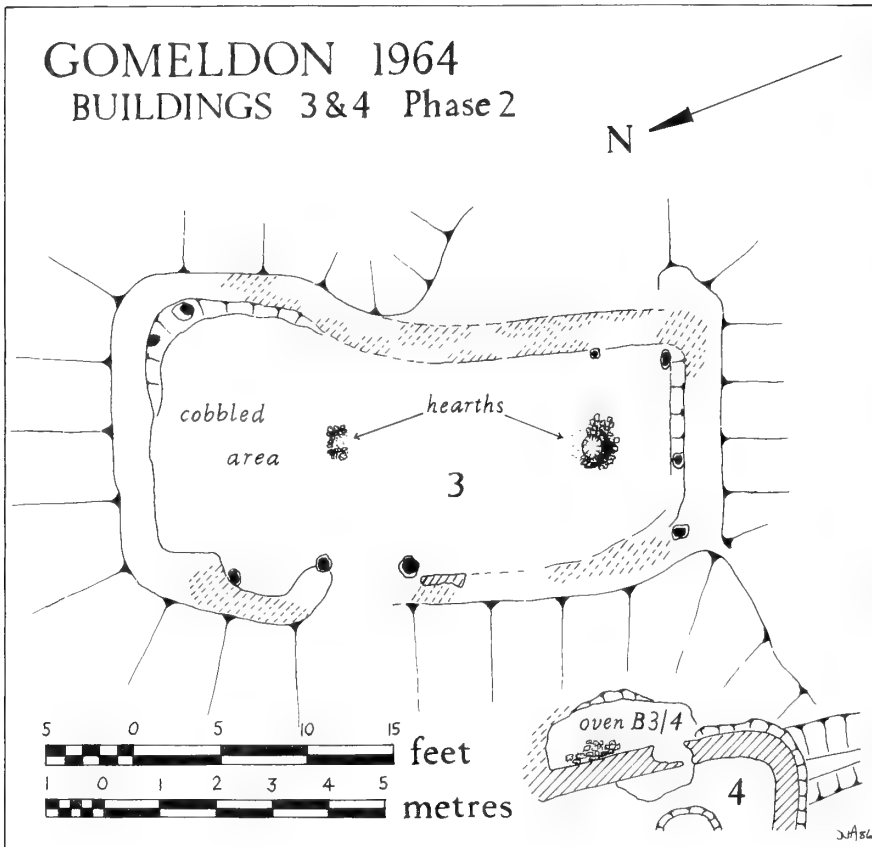 GOMELDON 1964
BUILDINGS 3&4 Phase 2
N
cobbled
area
hearths
3
oven B3/4
4
5 0 5 10 15
feet
1 0 1 2 3 4 5
metres